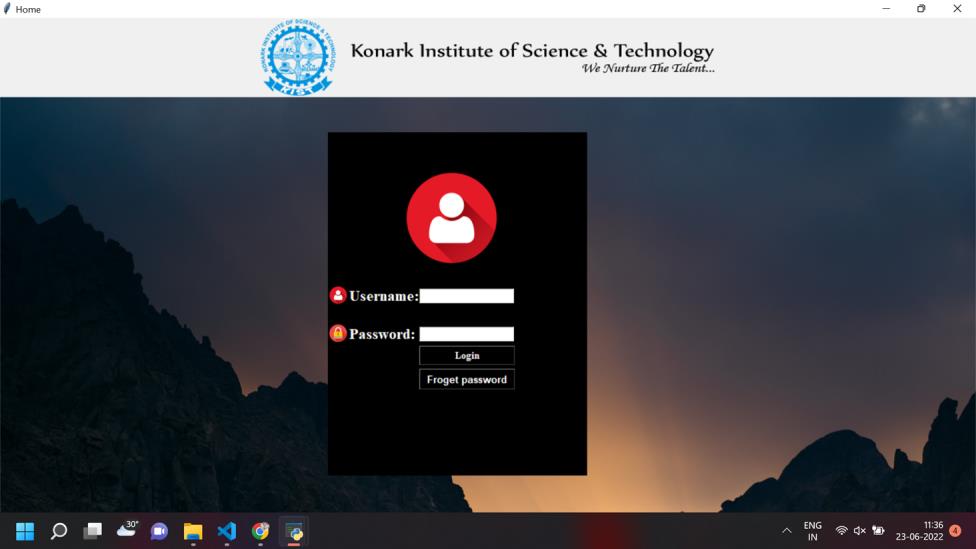 Home
KONARK INSTITUTE OF SCIENCE & TECHNOLOGY
KIST
Konark Institute of Science & Technology
We Nurture The Talent...
Username:
Password:
Login
Froget password
30°
ENG
IN
11:36
23-06-2022
4